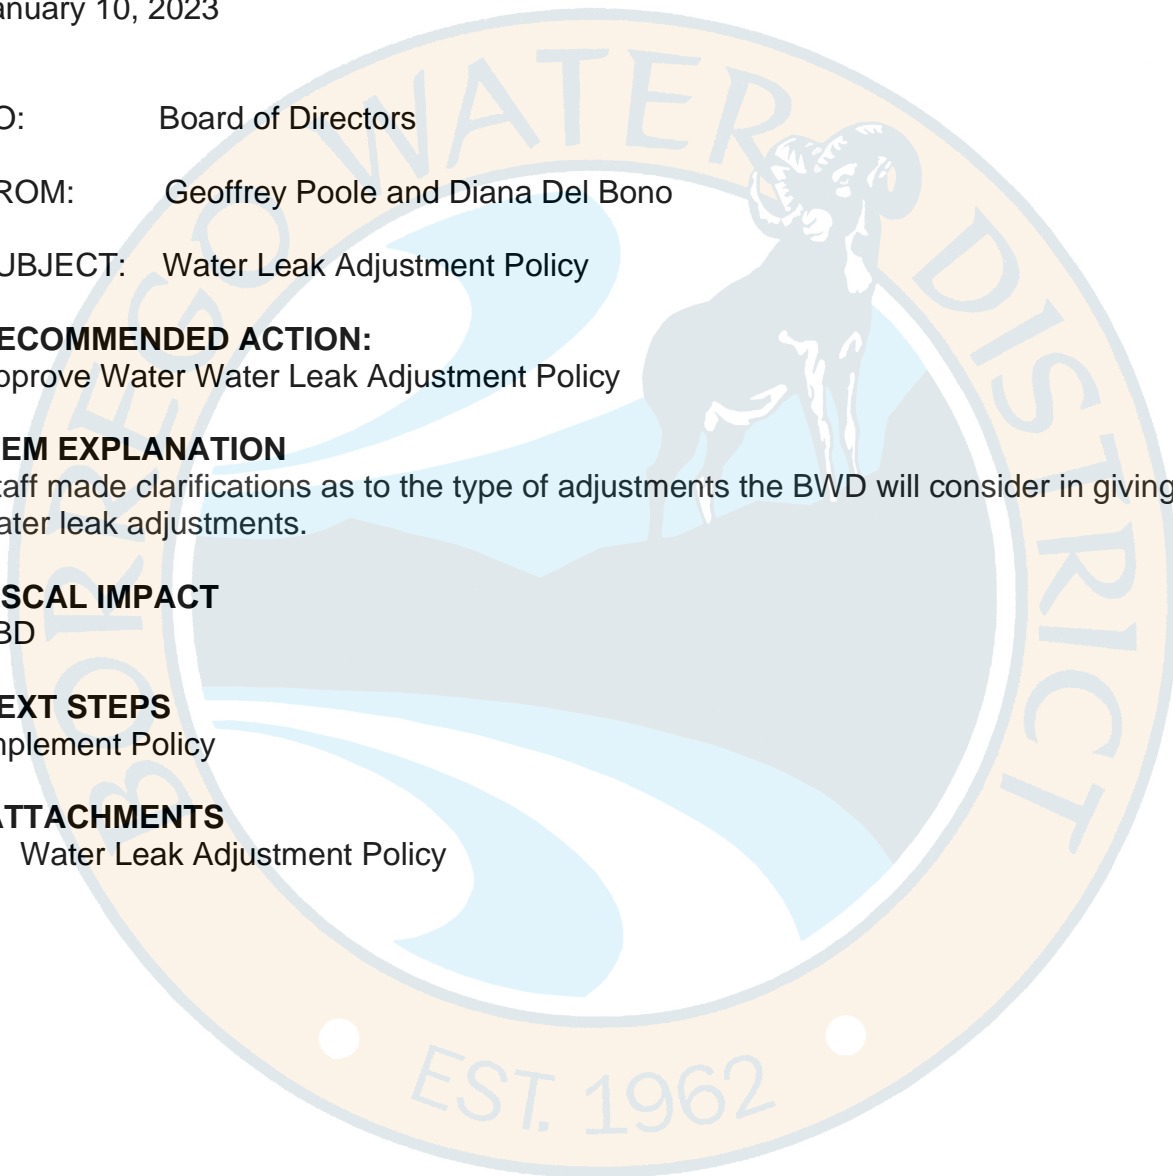 anuary 10, 2023
O: Board of Directors
ROM: Geoffrey Poole and Diana Del Bono
UBJECT: Water Leak Adjustment Policy
ECOMMENDED ACTION:
pprove Water Water Leak Adjustment Policy
EM EXPLANATION
taff made clarifications as to the type of adjustments the BWD will consider in giving
ater leak adjustments.
ISCAL IMPACT
BD
EXT STEPS
mplement Policy
ATTACHMENTS
Water Leak Adjustment Policy
BORREGO WATER DISTRICT
EST. 1962